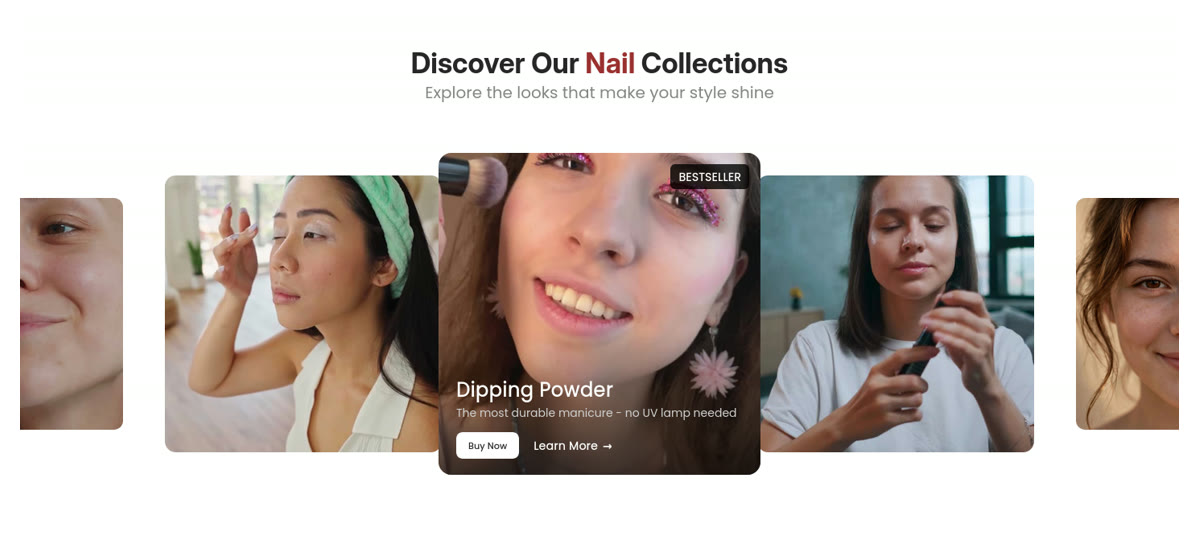 Discover Our Nail Collections
Explore the looks that make your style shine
BESTSELLER
Dipping Powder
The most durable manicure - no UV lamp needed
Buy Now
Learn More →